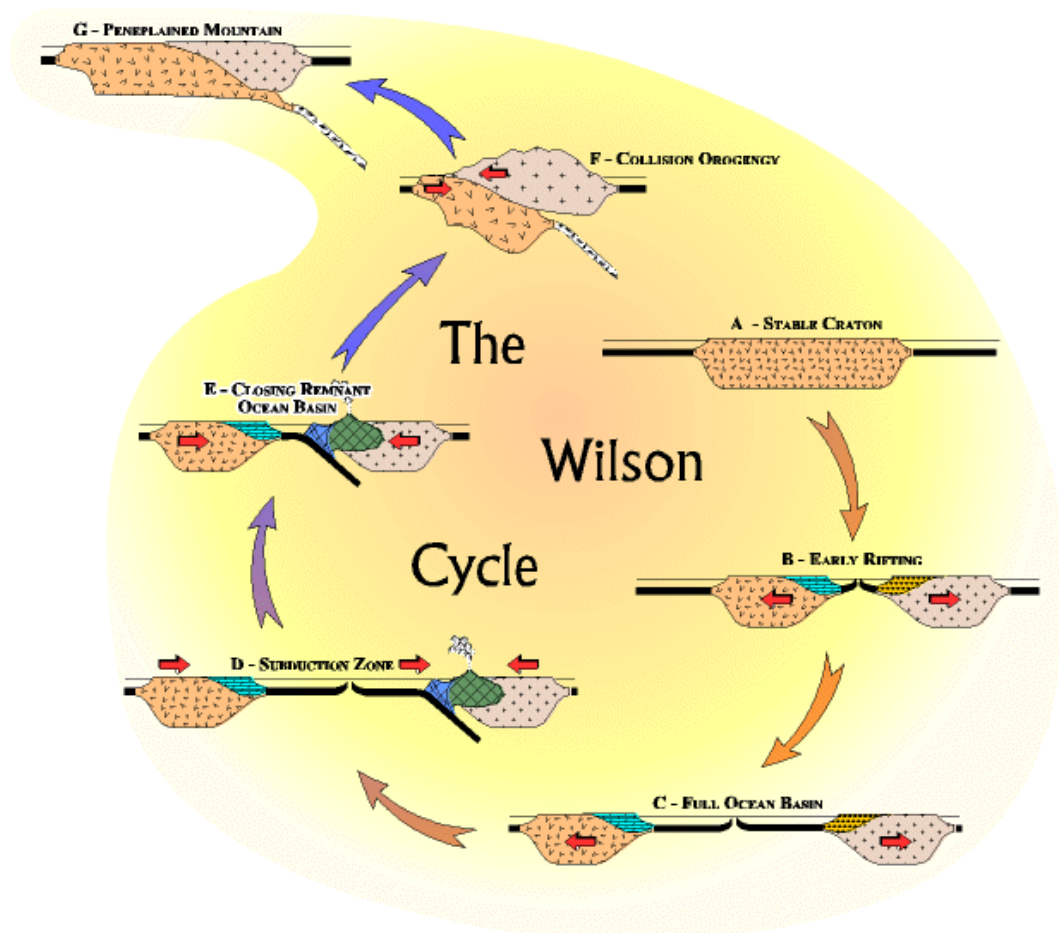 G - Peneplained Mountain
F - Collision Orogengy
The
A - Stable Craton
E - Closing Remnant
Ocean Basin
Wilson
Cycle
B - Early Rifting
D - Subduction Zone
C - Full Ocean Basin